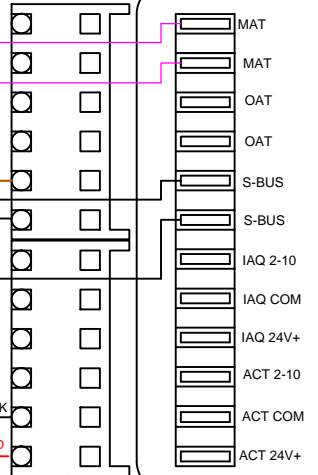 MAT
MAT
OAT
OAT
S-BUS
S-BUS
IAQ 2-10
IAQ COM
IAQ 24V+
ACT 2-10
K
ACT COM
D
ACT 24V+